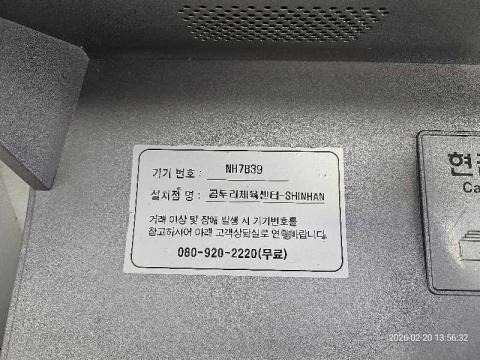 기기 번호 : NH7839
설치점 명 : 곰두리체육센터-SHINHAN
거래 이상 및 장애 발생 시 기기번호를
참고하시어 아래 고객상담실로 연락바랍니다.
080-920-2220(무료)
현금
Ca
2026-02-20 13:56:32